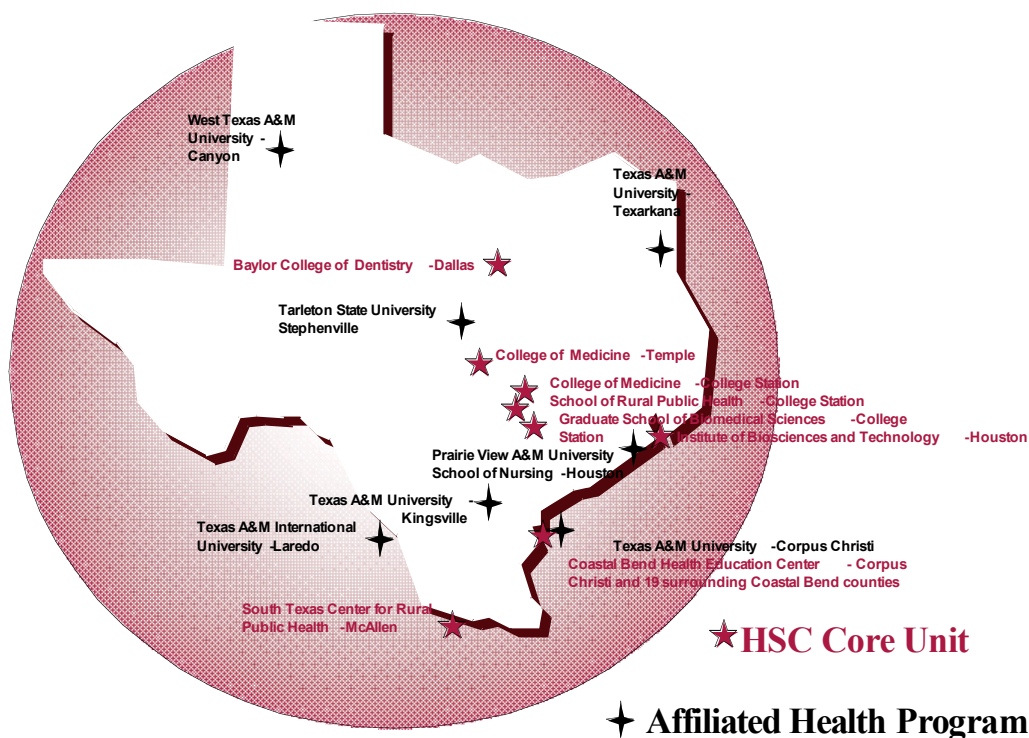 West Texas A&M
University -
Canyon
Texas A&M
University -
Texarkana
Baylor College of Dentistry -Dallas
Tarleton State University
Stephenville
College of Medicine -Temple
College of Medicine -College Station
School of Rural Public Health -College Station
Graduate School of Biomedical Sciences -College
Station
Institute of Biosciences and Technology -Houston
Prairie View A&M University
School of Nursing -Houston
Texas A&M University -
Kingsville
Texas A&M International
University -Laredo
Texas A&M University -Corpus Christi
Coastal Bend Health Education Center - Corpus
Christi and 19 surrounding Coastal Bend counties
South Texas Center for Rural
Public Health -McAllen
HSC Core Unit
Affiliated Health Program